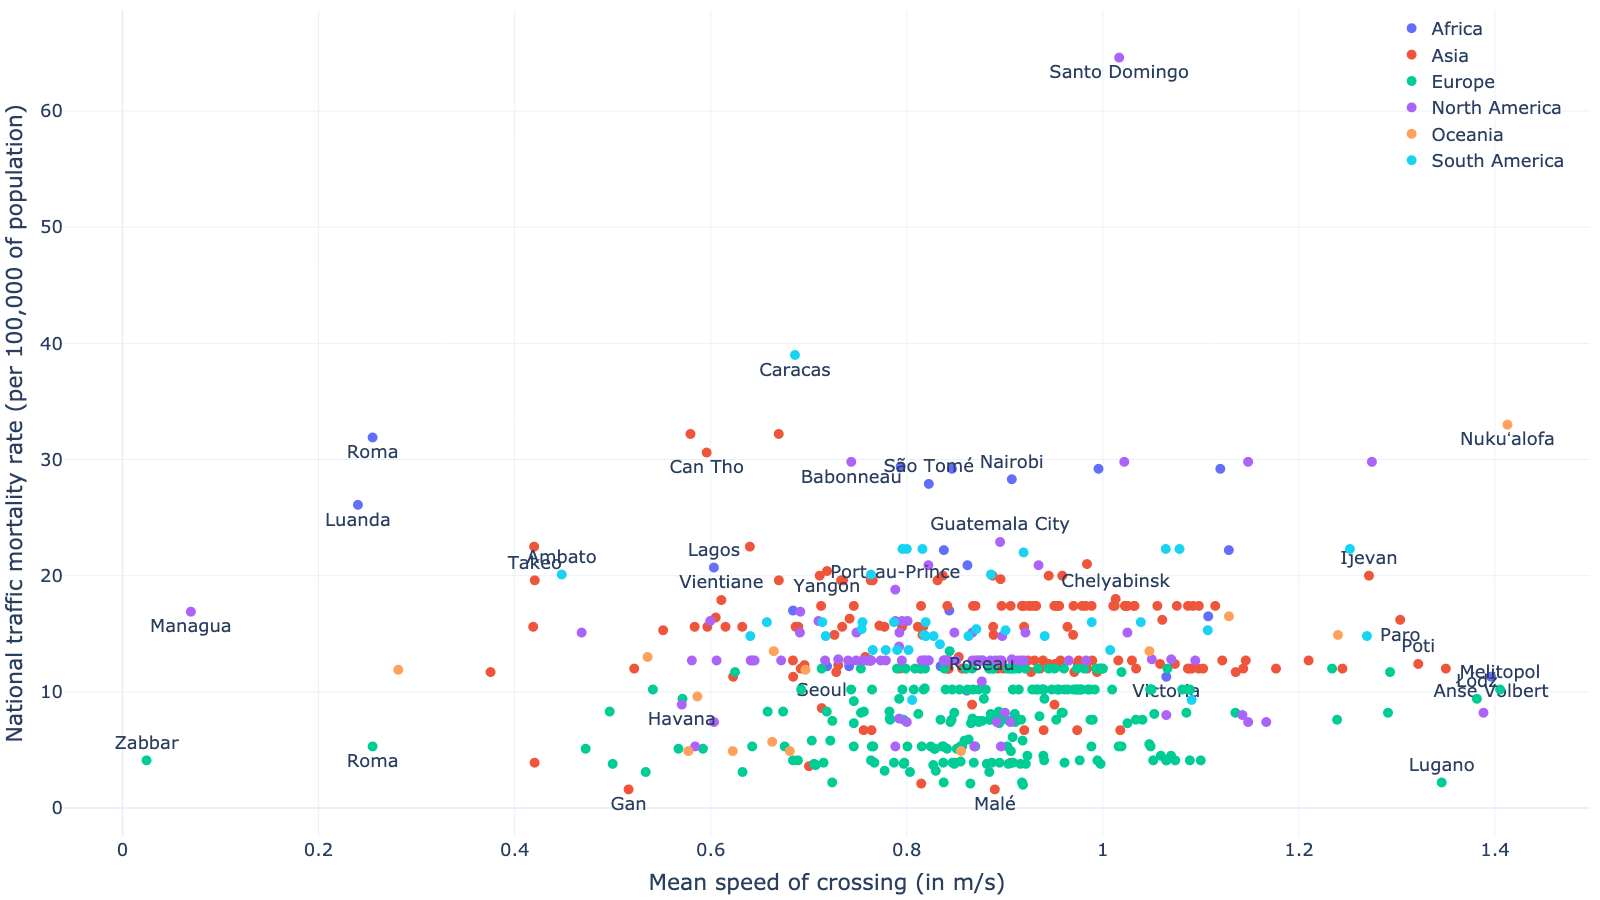 Africa
Asia
Europe
North America
Oceania
South America
National traffic mortality rate (per 100,000 of population)
60
50
40
30
20
10
0
Santo Domingo
Caracas
Roma
Can Tho
Babonneau
São Tomé
Nairobi
Nukuʻalofa
Luanda
Guatemala City
Takeo
Ambato
Lagos
Vientiane
Yangon
Port-au-Prince
Chelyabinsk
Ijevan
Managua
Paro
Poti
Roseau
Seoul
Victoria
Melitopol
Łódź
Anse Volbert
Havana
Zabbar
Roma
Lugano
Gan
Malé
0
0.2
0.4
0.6
0.8
1
1.2
1.4
Mean speed of crossing (in m/s)